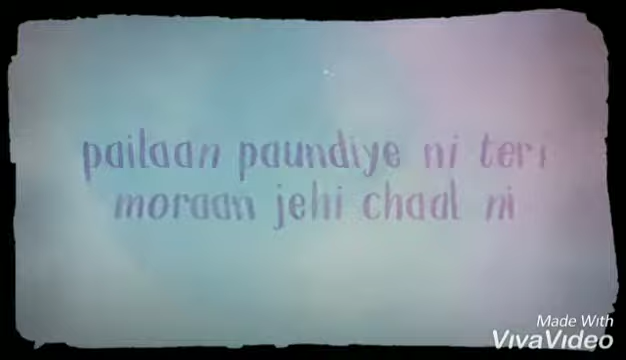 pailaan paundiye ni teri
moraan jehi chaal ni
Made With
VivaVideo